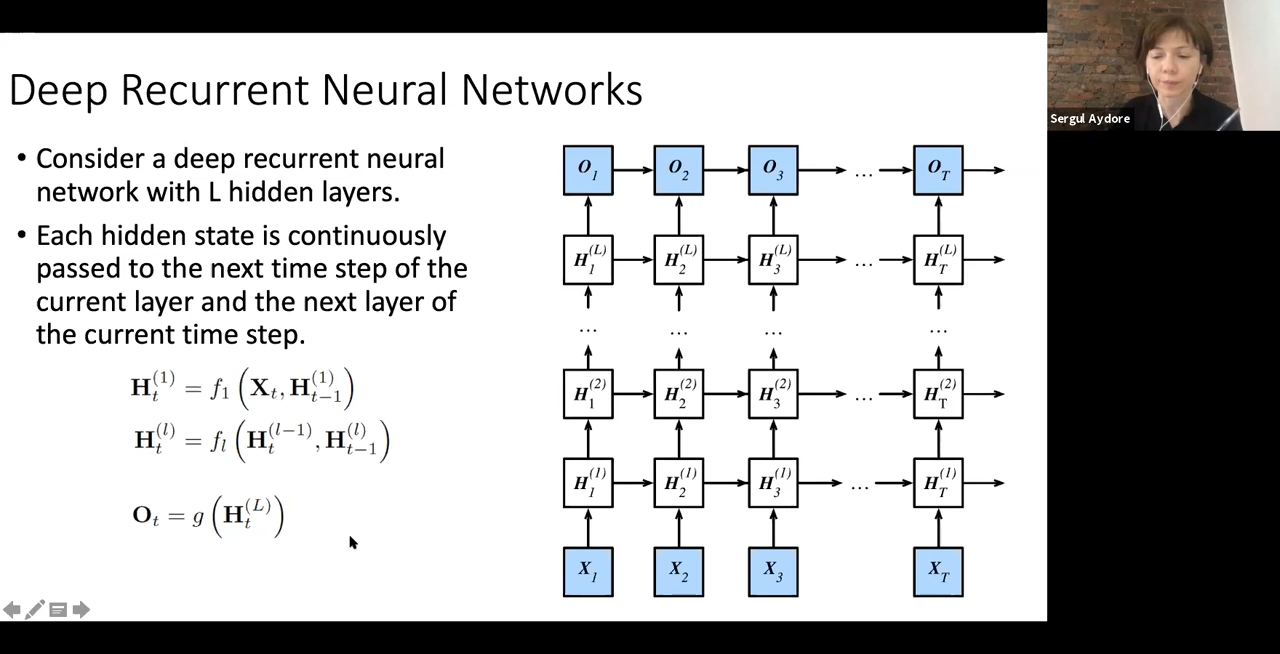 Deep Recurrent Neural Networks
• Consider a deep recurrent neural
network with L hidden layers.
• Each hidden state is continuously
passed to the next time step of the
current layer and the next layer of
the current time step.
H_t^{(1)} = f_1 (X_t, H_{t-1}^{(1)})
H_t^{(l)} = f_l (H_t^{(l-1)}, H_{t-1}^{(l)})
O_t = g (H_t^{(L)})
O_1 O_2 O_3 ... O_T
H_1^{(L)} H_2^{(L)} H_3^{(L)} ... H_T^{(L)}
... ... ... ...
H_1^{(2)} H_2^{(2)} H_3^{(2)} ... H_T^{(2)}
H_1^{(1)} H_2^{(1)} H_3^{(1)} ... H_T^{(1)}
X_1 X_2 X_3 X_T
Sergul Aydore